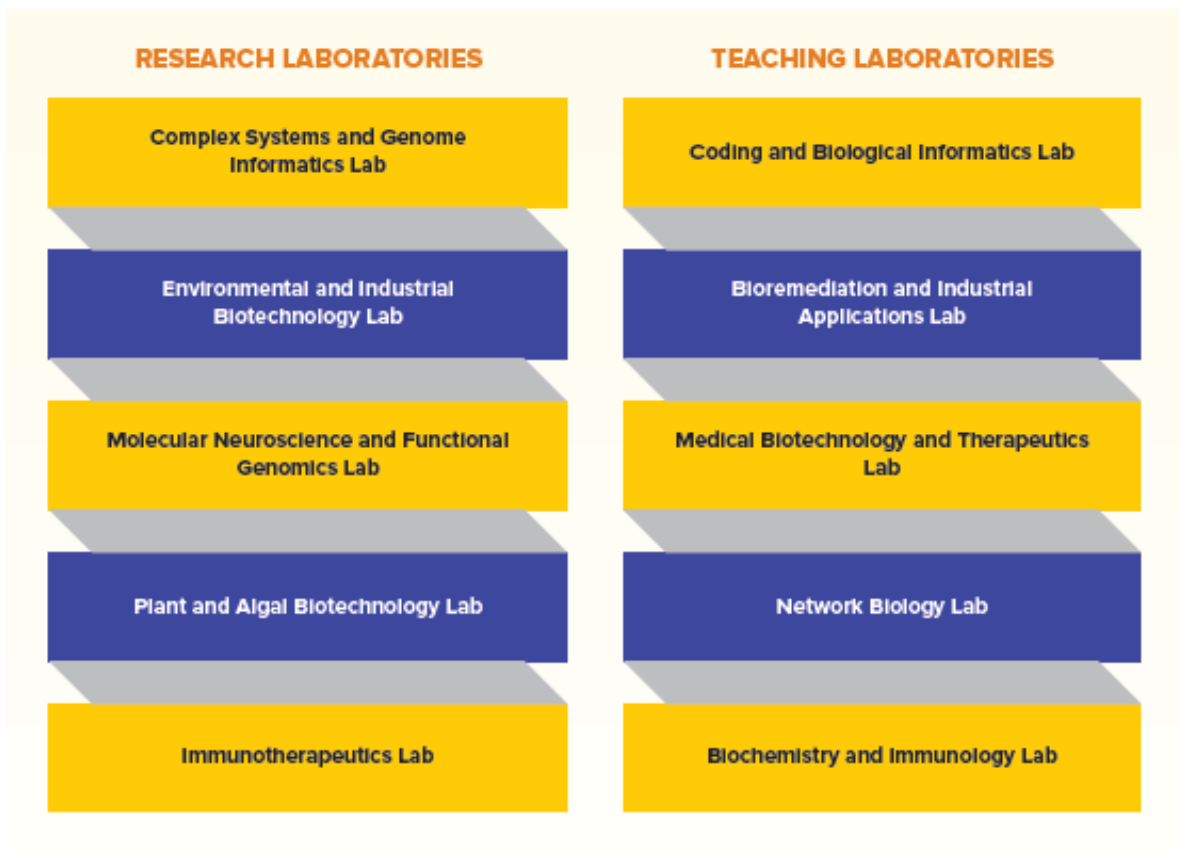 RESEARCH LABORATORIES
Complex Systems and Genome
Informatics Lab
Environmental and Industrial
Biotechnology Lab
Molecular Neuroscience and Functional
Genomics Lab
Plant and Algal Biotechnology Lab
Immunotherapeutics Lab
TEACHING LABORATORIES
Coding and Biological Informatics Lab
Bioremediation and Industrial
Applications Lab
Medical Biotechnology and Therapeutics
Lab
Network Biology Lab
Biochemistry and Immunology Lab